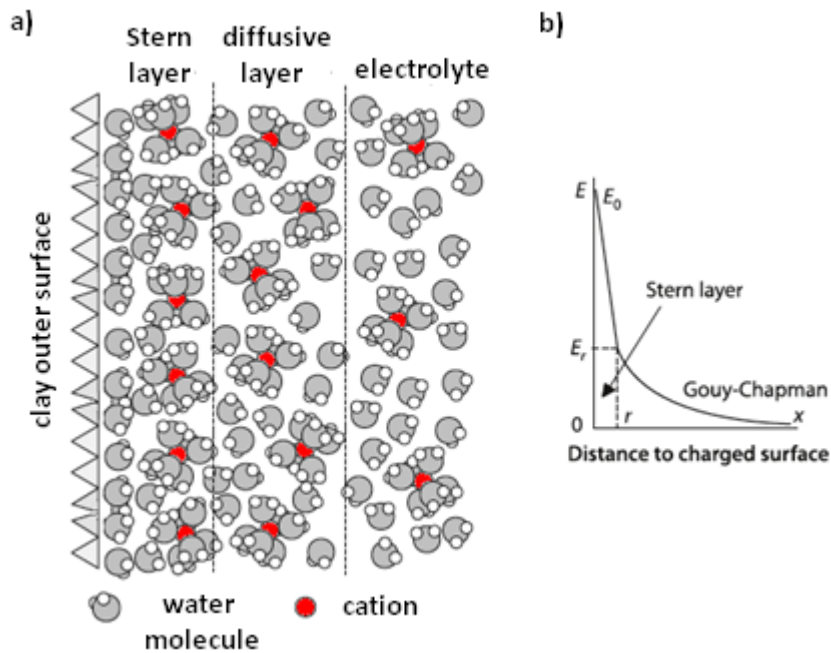 a)
Stern
layer
diffusive
layer
electrolyte
clay outer surface
water
molecule
cation
b)
E
E0
Stern layer
Er
Gouy-Chapman
0
r
x
Distance to charged surface